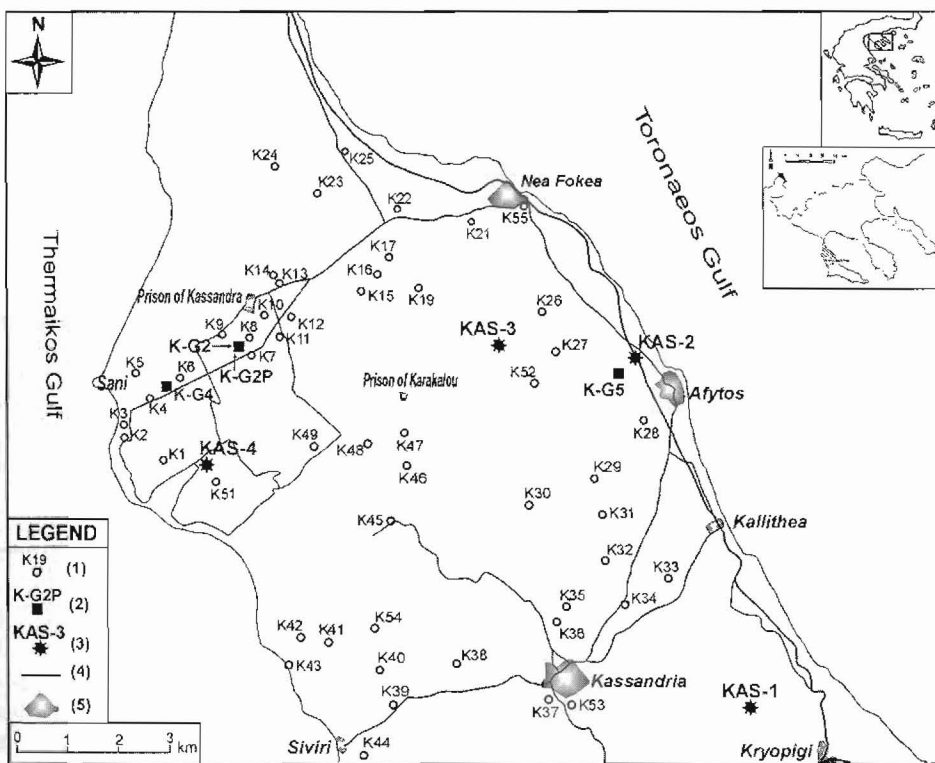 N
K24
K25
K23
K22
Nea Fokea
K55
K21
Toronaeos Gulf
Thermaikos Gulf
K17
K16
K14
K13
K15
K19
Prison of Kassandra
K10
K12
K26
K9
K8
K11
KAS-3
K27
KAS-2
K-G2
K7
K-G2P
K5
K6
Sani
K-G4
K4
K52
K-G5
Prison of Karakalou
Afytos
K3
K2
K28
K1
KAS-4
K49
K48
K47
K46
K51
K29
K30
K31
K45
Kallithea
K32
K33
K35
K34
K36
K54
K42
K41
K43
K40
K38
K39
Kassandria
K37
K53
KAS-1
Siviri
K44
Kryopigi
LEGEND
K19
(1)
K-G2P
(2)
KAS-3
(3)
(4)
(5)
0 1 2 3
km